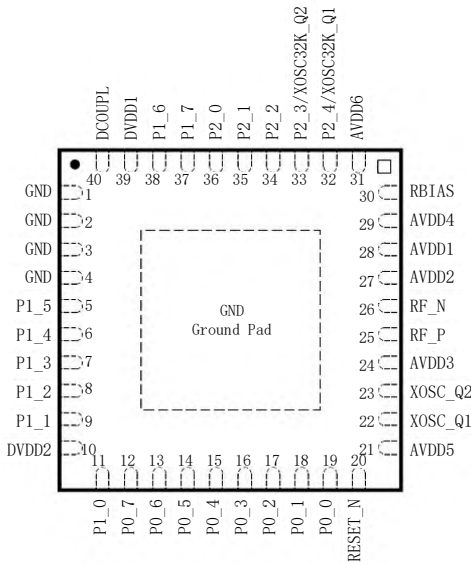 DCOUPL
DVDD1
P1_6
P1_7
P2_0
P2_1
P2_2
P2_3/XOSC32K_Q2
P2_4/XOSC32K_Q1
AVDD6
40 39 38 37 36 35 34 33 32 31
GND 1
GND 2
GND 3
GND 4
P1_5 5
P1_4 6
P1_3 7
P1_2 8
P1_1 9
DVDD2 10
GND
Ground Pad
30 RBIAS
29 AVDD4
28 AVDD1
27 AVDD2
26 RF_N
25 RF_P
24 AVDD3
23 XOSC_Q2
22 XOSC_Q1
21 AVDD5
11 12 13 14 15 16 17 18 19 20
P1_0
P0_7
P0_6
P0_5
P0_4
P0_3
P0_2
P0_1
P0_0
RESET_N